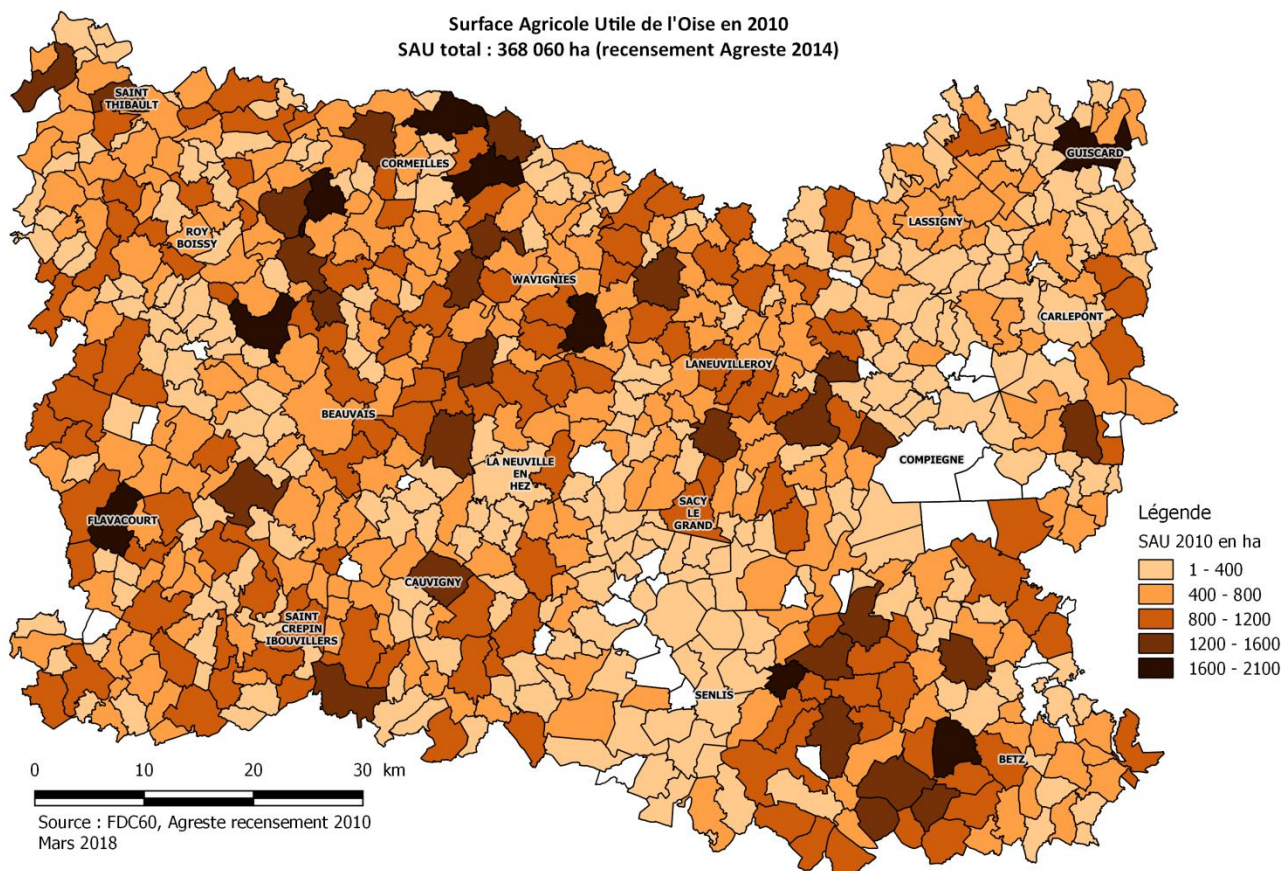 Surface Agricole Utile de l'Oise en 2010
SAU total : 368 060 ha (recensement Agreste 2014)
SAINT
THIBAULT
GUISCARD
CORMEILLES
LASSIGNY
ROY
BOISSY
WAVIGNIES
CARLEPONT
LANEUVILLEROY
BEAUVAIS
COMPIEGNE
LA NEUVILLE
EN
HEZ
SACY
LE
GRAND
FLAVACOURT
CAUVIGNY
SAINT
CREPIN
IBOUVILLERS
SENLIS
BETZ
Légende
SAU 2010 en ha
1 - 400
400 - 800
800 - 1200
1200 - 1600
1600 - 2100
0 10 20 30 km
Source : FDC60, Agreste recensement 2010
Mars 2018